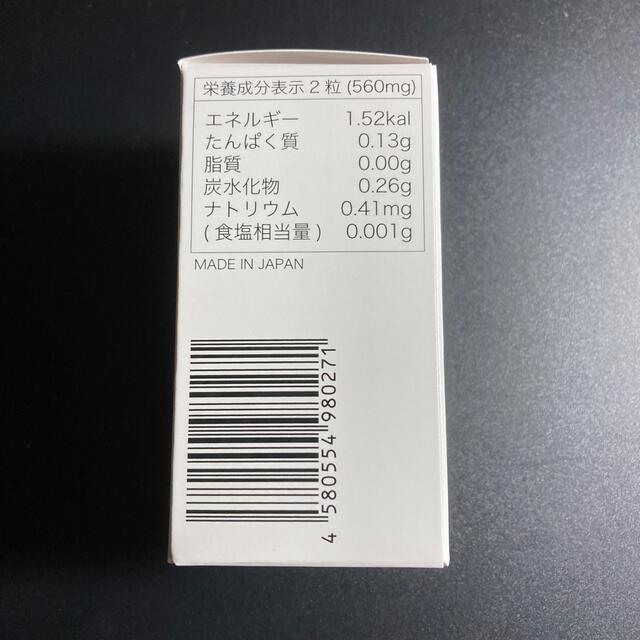 栄養成分表示2粒(560mg)
エネルギー 1.52kal
たんぱく質 0.13g
脂質 0.00g
炭水化物 0.26g
ナトリウム 0.41mg
(食塩相当量) 0.001g
MADE IN JAPAN
4 580554 980271